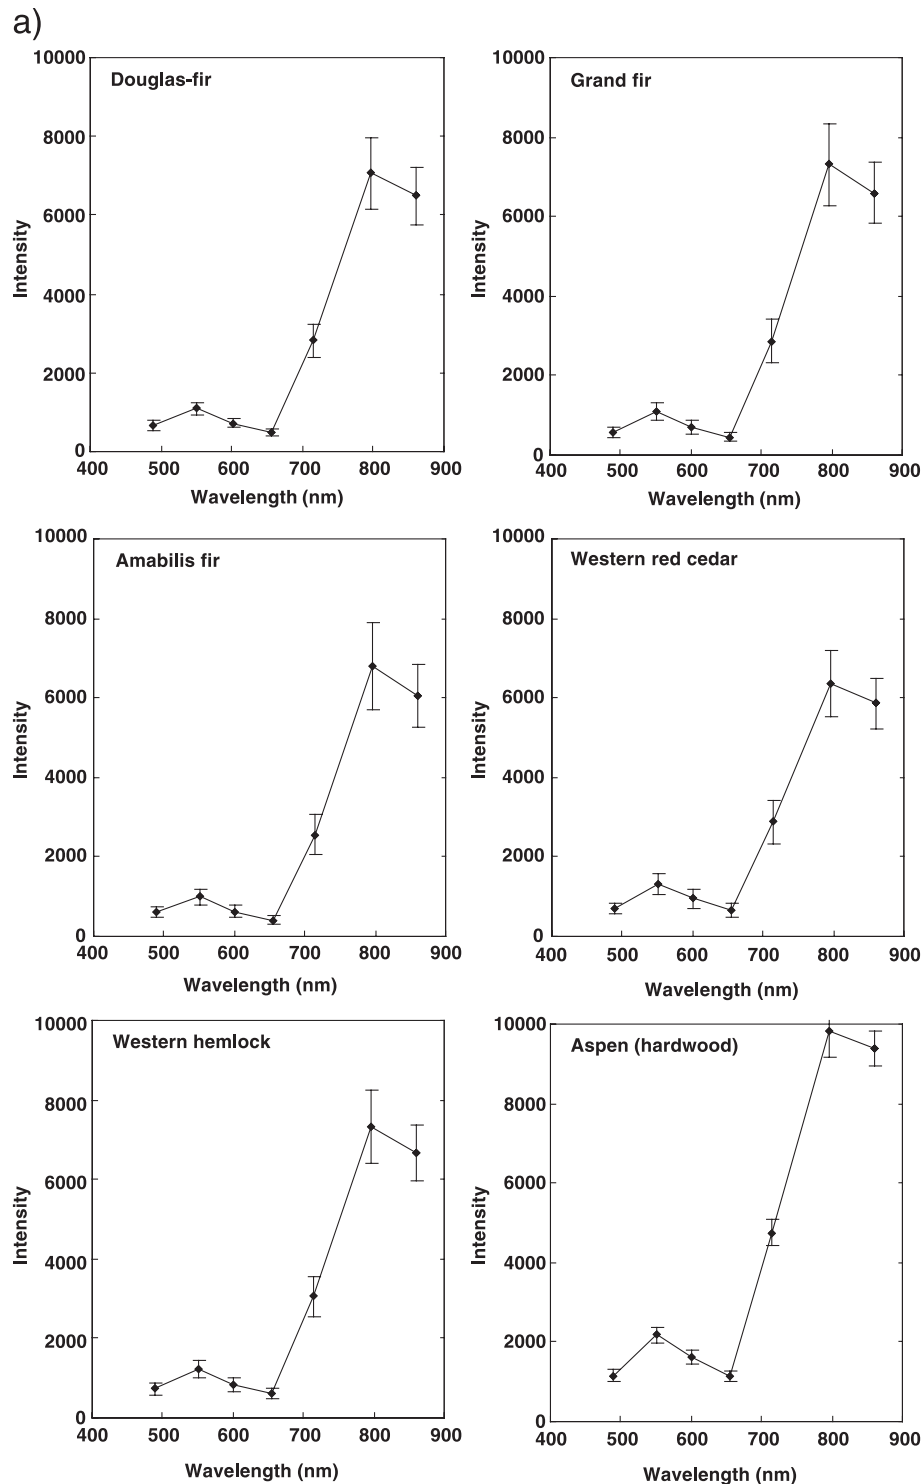 a)
10000
Douglas-fir
8000
6000
4000
2000
0
400 500 600 700 800 900
Intensity
Wavelength (nm)
10000
Grand fir
8000
6000
4000
2000
0
400 500 600 700 800 900
Intensity
Wavelength (nm)
10000
Amabilis fir
8000
6000
4000
2000
0
400 500 600 700 800 900
Intensity
Wavelength (nm)
10000
Western red cedar
8000
6000
4000
2000
0
400 500 600 700 800 900
Intensity
Wavelength (nm)
10000
Western hemlock
8000
6000
4000
2000
0
400 500 600 700 800 900
Intensity
Wavelength (nm)
10000
Aspen (hardwood)
8000
6000
4000
2000
0
400 500 600 700 800 900
Intensity
Wavelength (nm)